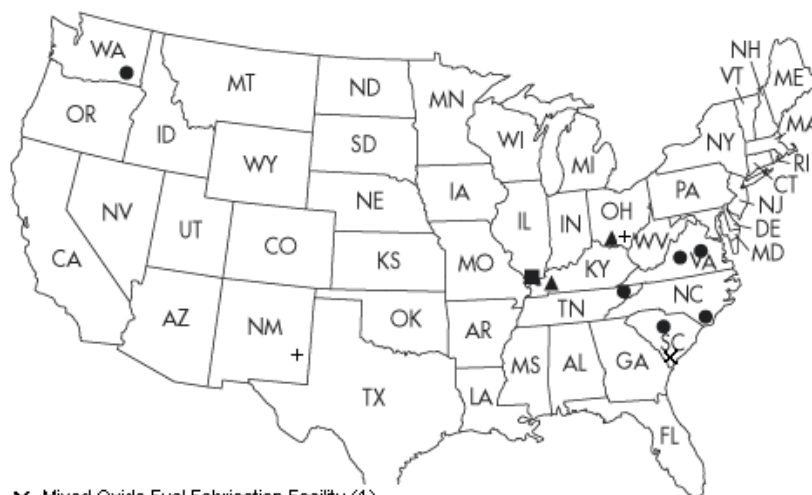 WA
MT
ND
MN
OR
ID
WY
SD
WI
MI
NH
VT
ME
NY
MA
RI
CT
NJ
DE
MD
PA
NV
UT
CO
NE
IA
IL
IN
OH
WV
VA
CA
KS
MO
KY
AZ
NM
OK
AR
TN
NC
SC
TX
LA
MS
AL
GA
FL
Mixed Oxide Fuel Fabrication Facility (1)